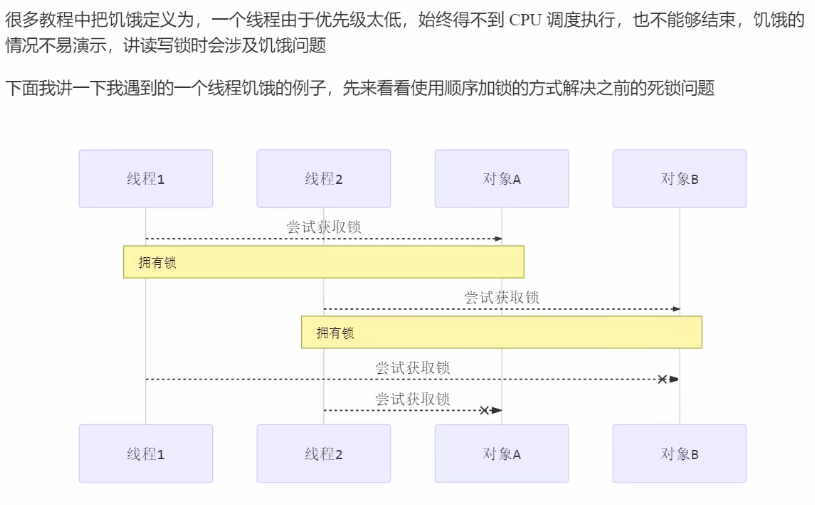 很多教程中把饥饿定义为，一个线程由于优先级太低，始终得不到 CPU 调度执行，也不能够结束，饥饿的
情况不易演示，讲读写锁时会涉及饥饿问题
下面我讲一下我遇到的一个线程饥饿的例子，先来看看使用顺序加锁的方式解决之前的死锁问题
线程1 线程2 对象A 对象B
尝试获取锁
拥有锁
尝试获取锁
拥有锁
尝试获取锁
尝试获取锁
线程1 线程2 对象A 对象B